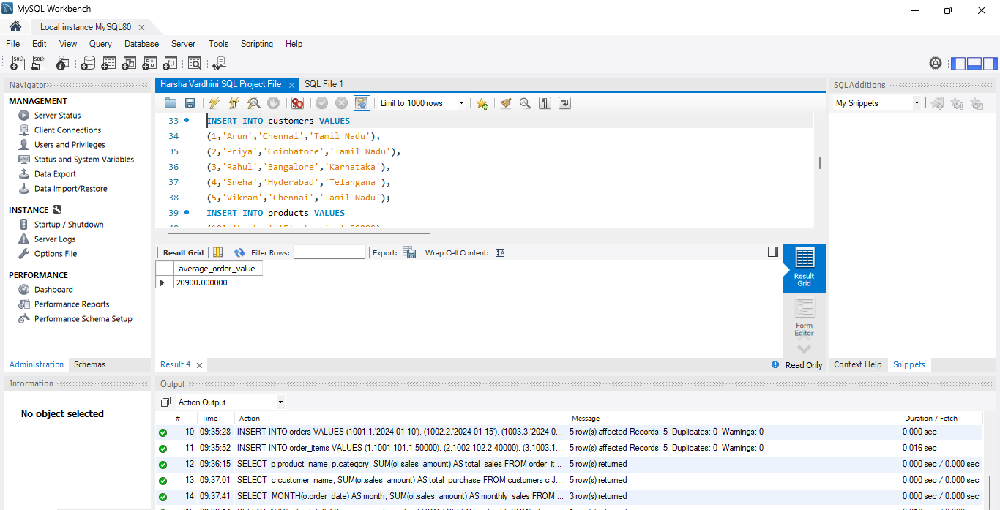 MySQL Workbench
Local instance MySQL80
File Edit View Query Database Server Tools Scripting Help
Navigator
MANAGEMENT
Server Status
Client Connections
Users and Privileges
Status and System Variables
Data Export
Data Import/Restore
INSTANCE
Startup / Shutdown
Server Logs
Options File
PERFORMANCE
Dashboard
Performance Reports
Performance Schema Setup
Administration Schemas
Information
No object selected
Harsha Vardhini SQL Project File SQL File 1
Limit to 1000 rows
33 INSERT INTO customers VALUES
34 (1,'Arun','Chennai','Tamil Nadu'),
35 (2,'Priya','Coimbatore','Tamil Nadu'),
36 (3,'Rahul','Bangalore','Karnataka'),
37 (4,'Sneha','Hyderabad','Telangana'),
38 (5,'Vikram','Chennai','Tamil Nadu');
39 INSERT INTO products VALUES
Result Grid Filter Rows: Export: Wrap Cell Content:
average_order_value
20900.000000
Result Grid
Form Editor
Result 4
Read Only
SQLAdditions
My Snippets
Context Help Snippets
Output
Action Output
# Time Action Message Duration / Fetch
10 09:35:28 INSERT INTO orders VALUES (1001,1,'2024-01-10'), (1002,2,'2024-01-15'), (1003,3,'2024-0... 5 row(s) affected Records: 5 Duplicates: 0 Warnings: 0 0.000 sec
11 09:35:52 INSERT INTO order_items VALUES (1,1001,101,1,50000), (2,1002,102,2,40000), (3,1003,1... 5 row(s) affected Records: 5 Duplicates: 0 Warnings: 0 0.016 sec
12 09:36:15 SELECT p.product_name, p.category, SUM(oi.sales_amount) AS total_sales FROM order_it... 5 row(s) returned 0.000 sec / 0.000 sec
13 09:37:01 SELECT c.customer_name, SUM(oi.sales_amount) AS total_purchase FROM customers c J... 5 row(s) returned 0.000 sec / 0.000 sec
14 09:37:41 SELECT MONTH(o.order_date) AS month, SUM(oi.sales_amount) AS monthly_sales FROM ... 3 row(s) returned 0.000 sec / 0.000 sec